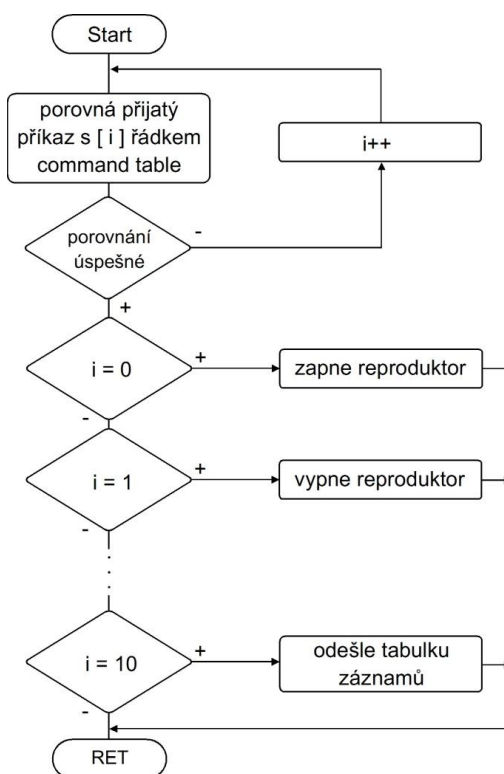 Start
porovná přijatý
příkaz s [ i ] řádkem
command table
i++
porovnání
úspešné
-
+
i = 0
+
zapne reproduktor
-
i = 1
+
vypne reproduktor
-
i = 10
+
odešle tabulku
záznamů
-
RET